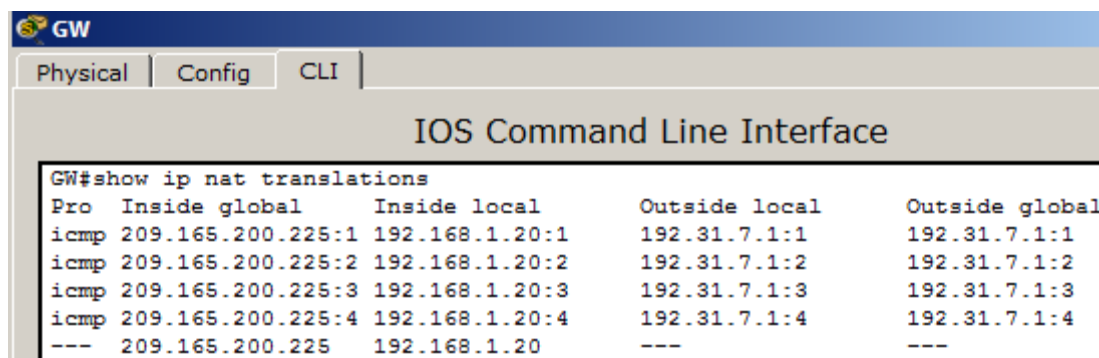 GW
Physical Config CLI
IOS Command Line Interface
GW#show ip nat translations
Pro Inside global Inside local Outside local Outside global
icmp 209.165.200.225:1 192.168.1.20:1 192.31.7.1:1 192.31.7.1:1
icmp 209.165.200.225:2 192.168.1.20:2 192.31.7.1:2 192.31.7.1:2
icmp 209.165.200.225:3 192.168.1.20:3 192.31.7.1:3 192.31.7.1:3
icmp 209.165.200.225:4 192.168.1.20:4 192.31.7.1:4 192.31.7.1:4
--- 209.165.200.225 192.168.1.20 --- ---